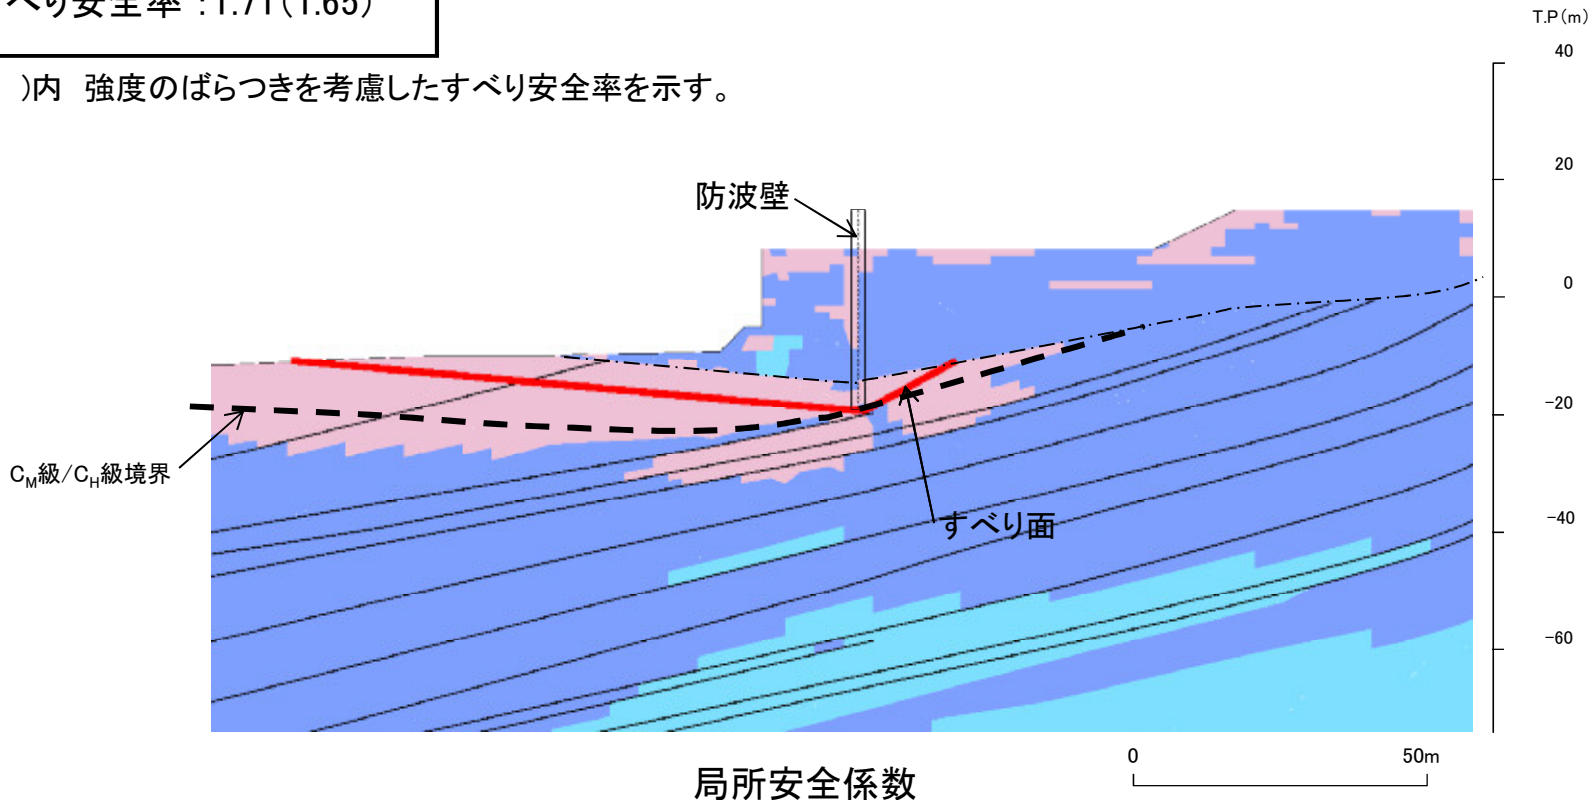 べり安全率:1.71(1.65)
)内 強度のばらつきを考慮したすべり安全率を示す。
T.P(m)
40
20
0
-20
-40
-60
防波壁
CM級/CH級境界
すべり面
0 50m
局所安全係数